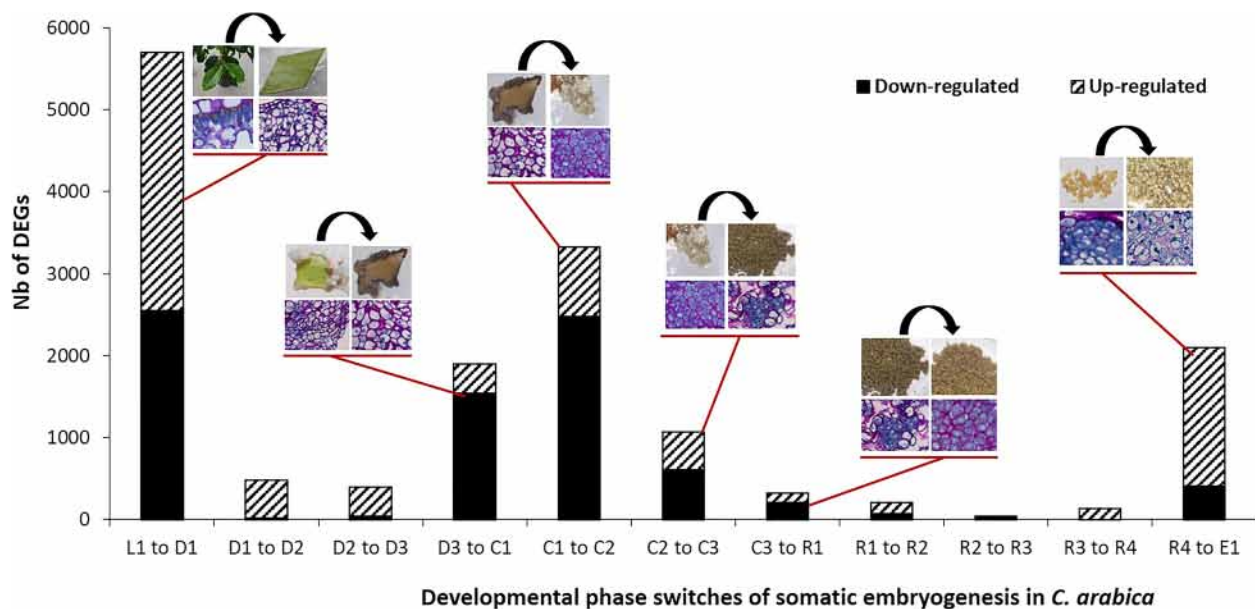 6000
5000
4000
3000
2000
1000
0
Nb of DEGs
Down-regulated Up-regulated
L1 to D1 D1 to D2 D2 to D3 D3 to C1 C1 to C2 C2 to C3 C3 to R1 R1 to R2 R2 to R3 R3 to R4 R4 to E1
Developmental phase switches of somatic embryogenesis in C. arabica